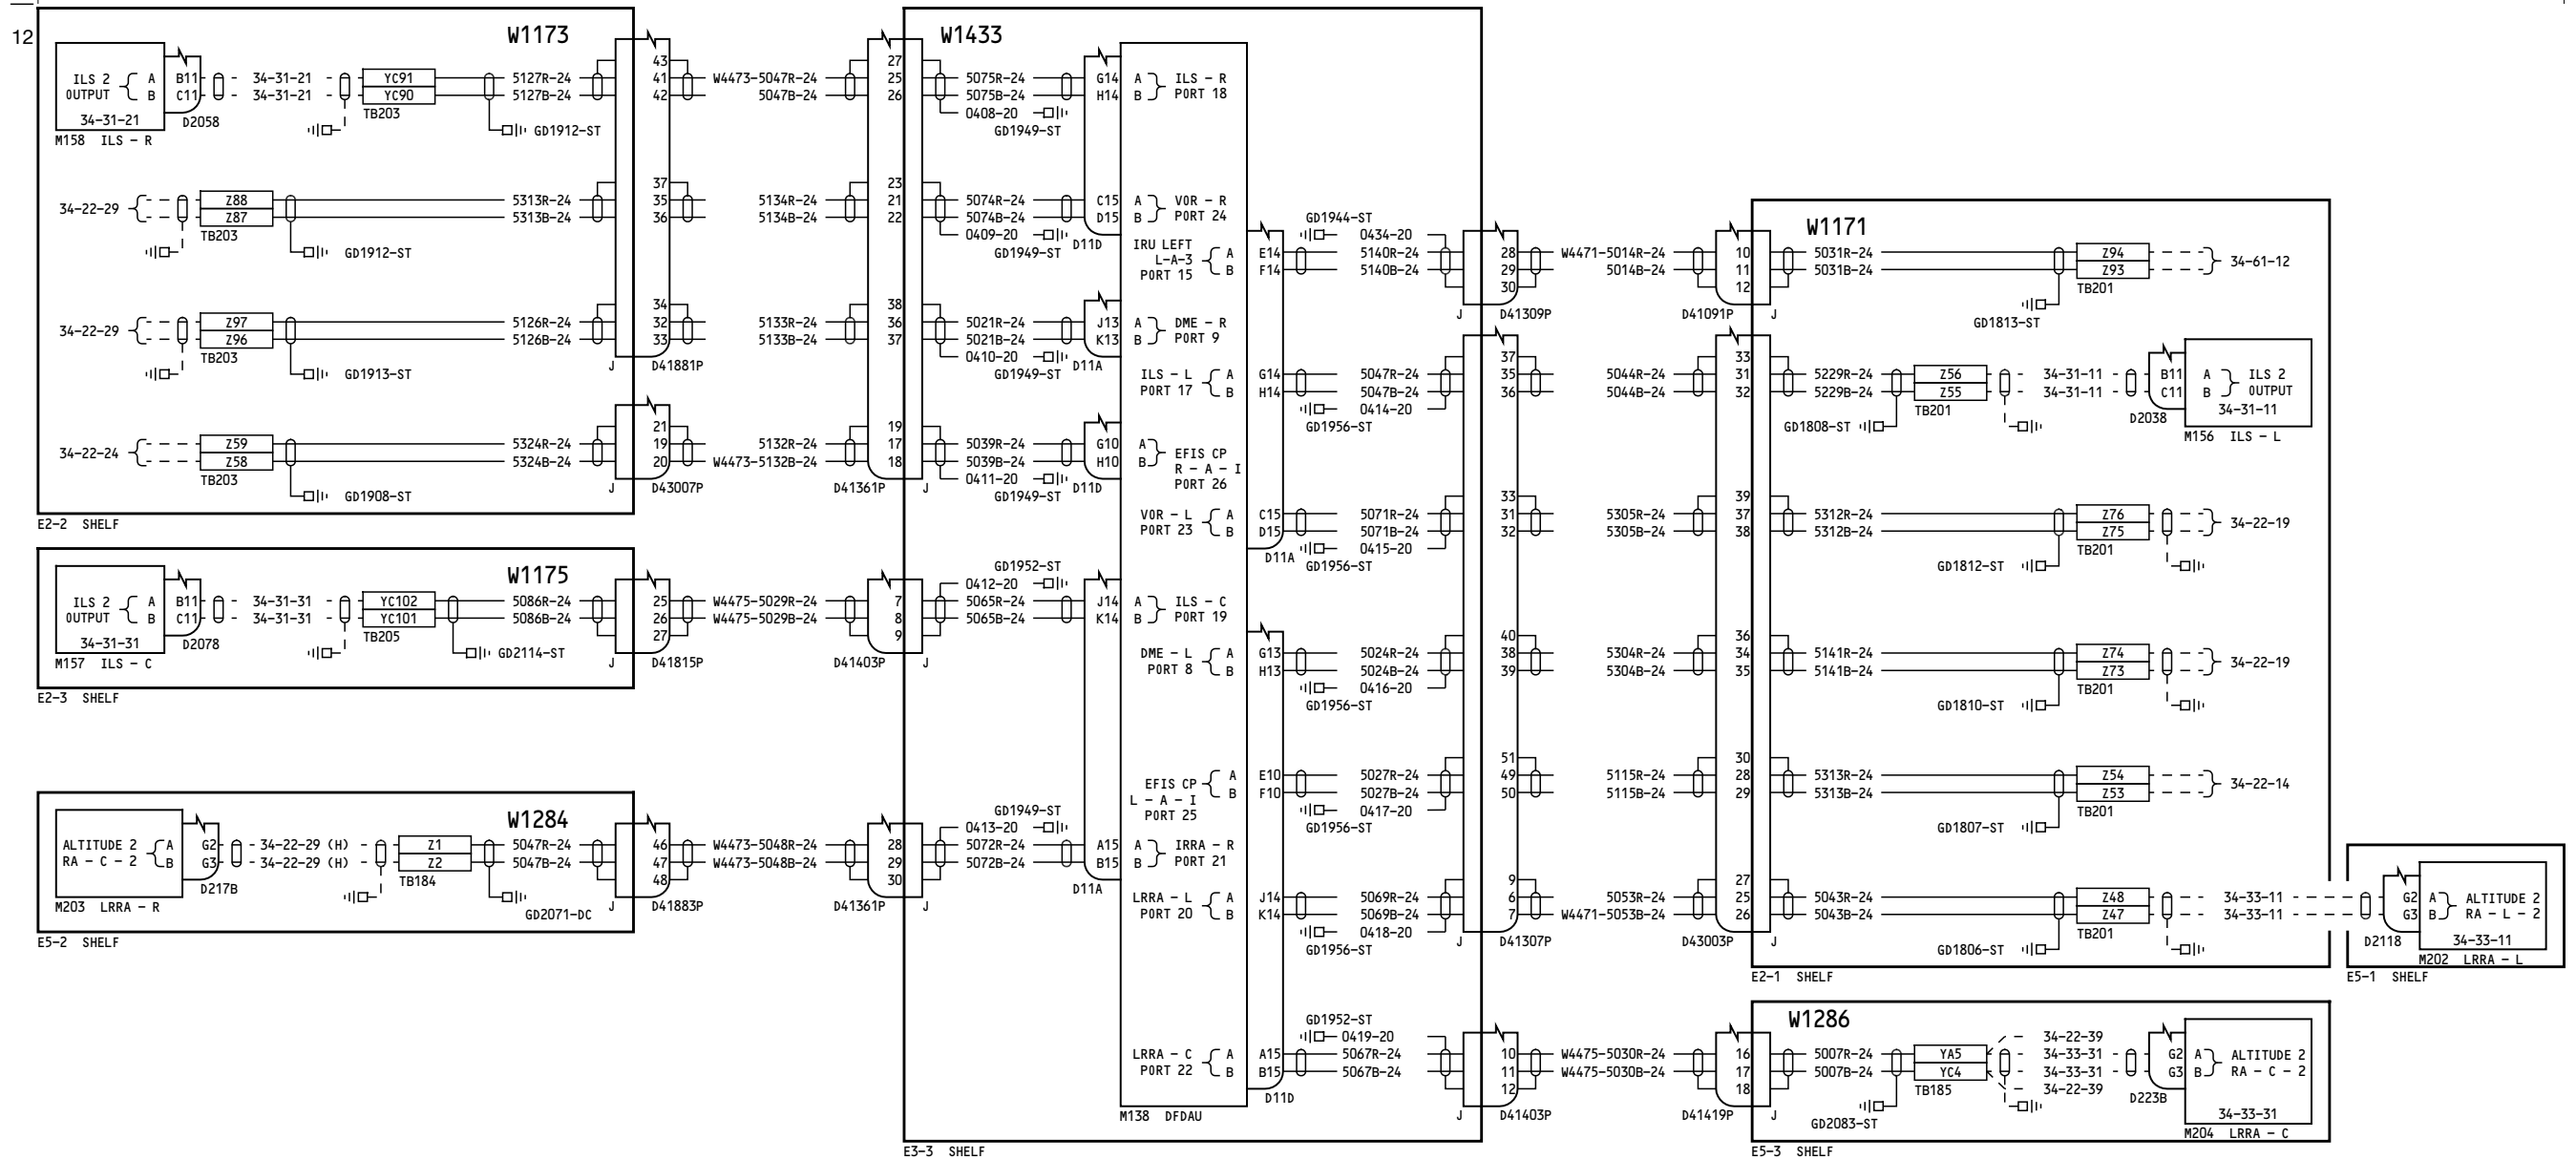 12
W1173
ILS 2
OUTPUT
A B11 34-31-21 YC91 5127R-24
B C11 34-31-21 YC90 5127B-24
34-31-21
D2058
TB203
GD1912-ST
M158 ILS - R
34-22-29
Z88 5313R-24
Z87 5313B-24
TB203
GD1912-ST
34-22-29
Z97 5126R-24
Z96 5126B-24
TB203
GD1913-ST
34-22-24
Z59 5324R-24
Z58 5324B-24
TB203
GD1908-ST
E2-2 SHELF
43
41 W4473-5047R-24
42 5047B-24
37
35 5134R-24
36 5134B-24
34
32 5133R-24
33 5133B-24
J D41881P
21
19 5132R-24
20 W4473-5132B-24
J D43007P
W1175
ILS 2
OUTPUT
A B11 34-31-31 YC102 5086R-24
B C11 34-31-31 YC101 5086B-24
34-31-31
D2078
TB205
GD2114-ST
M157 ILS - C
E2-3 SHELF
25 W4475-5029R-24
26 W4475-5029B-24
27
J D41815P
W1284
ALTITUDE 2
RA - C - 2
A G2 34-22-29 (H) Z1 5047R-24
B G3 34-22-29 (H) Z2 5047B-24
D217B
TB184
GD2071-DC
M203 LRRA - R
E5-2 SHELF
46 W4473-5048R-24
47 W4473-5048B-24
48
J D41883P
W1433
27
25 5075R-24 G14 A
26 5075B-24 H14 B
ILS - R
PORT 18
0408-20
GD1949-ST
23
21 5074R-24 C15 A
22 5074B-24 D15 B
VOR - R
PORT 24
0409-20
GD1949-ST
D11D
38
36 5021R-24 J13 A
37 5021B-24 K13 B
DME - R
PORT 9
0410-20
GD1949-ST
D11A
19
17 5039R-24 G10 A
18 5039B-24 H10 B
EFIS CP
R - A - I
PORT 26
0411-20
GD1949-ST
D11D
D41361P J
GD1952-ST
0412-20
7 5065R-24 J14 A
8 5065B-24 K14 B
9
ILS - C
PORT 19
D41403P J
GD1949-ST
0413-20
28 5072R-24 A15 A
29 5072B-24 B15 B
30
IRRA - R
PORT 21
D41361P J
D11A
IRU LEFT
L-A-3
PORT 15
A E14 5140R-24 28
B F14 5140B-24 29
30
GD1944-ST
0434-20
J D41309P
ILS - L
PORT 17
37
A G14 5047R-24 35
B H14 5047B-24 36
0414-20
GD1956-ST
VOR - L
PORT 23
33
A C15 5071R-24 31
B D15 5071B-24 32
0415-20
D11A
GD1956-ST
DME - L
PORT 8
40
A G13 5024R-24 38
B H13 5024B-24 39
0416-20
GD1956-ST
EFIS CP
L - A - I
PORT 25
51
A E10 5027R-24 49
B F10 5027B-24 50
0417-20
GD1956-ST
LRRA - L
PORT 20
9
A J14 5069R-24 6
B K14 5069B-24 7
0418-20
GD1956-ST
J D41307P
GD1952-ST
0419-20
LRRA - C
PORT 22
A A15 5067R-24 10
B B15 5067B-24 11
12
D11D
J D41403P
M138 DFDAU
E3-3 SHELF
W1171
W4471-5014R-24 10 5031R-24 Z94
5014B-24 11 5031B-24 Z93
12
34-61-12
TB201
GD1813-ST
D41091P J
33
5044R-24 31 5229R-24 Z56 34-31-11 B11 A
5044B-24 32 5229B-24 Z55 34-31-11 C11 B
ILS 2
OUTPUT
34-31-11
TB201
D2038
GD1808-ST
M156 ILS - L
39
5305R-24 37 5312R-24 Z76
5305B-24 38 5312B-24 Z75
34-22-19
TB201
GD1812-ST
36
5304R-24 34 5141R-24 Z74
5304B-24 35 5141B-24 Z73
34-22-19
TB201
GD1810-ST
30
5115R-24 28 5313R-24 Z54
5115B-24 29 5313B-24 Z53
34-22-14
TB201
GD1807-ST
27
5053R-24 25 5043R-24 Z48 34-33-11 G2 A
W4471-5053B-24 26 5043B-24 Z47 34-33-11 G3 B
ALTITUDE 2
RA - L - 2
34-33-11
TB201
D2118
GD1806-ST
D43003P J
M202 LRRA - L
E2-1 SHELF
E5-1 SHELF
W1286
34-22-39
W4475-5030R-24 16 5007R-24 YA5 34-33-31 G2 A
W4475-5030B-24 17 5007B-24 YC4 34-33-31 G3 B
18
34-22-39
ALTITUDE 2
RA - C - 2
34-33-31
TB185
D223B
D41419P J
GD2083-ST
M204 LRRA - C
E5-3 SHELF